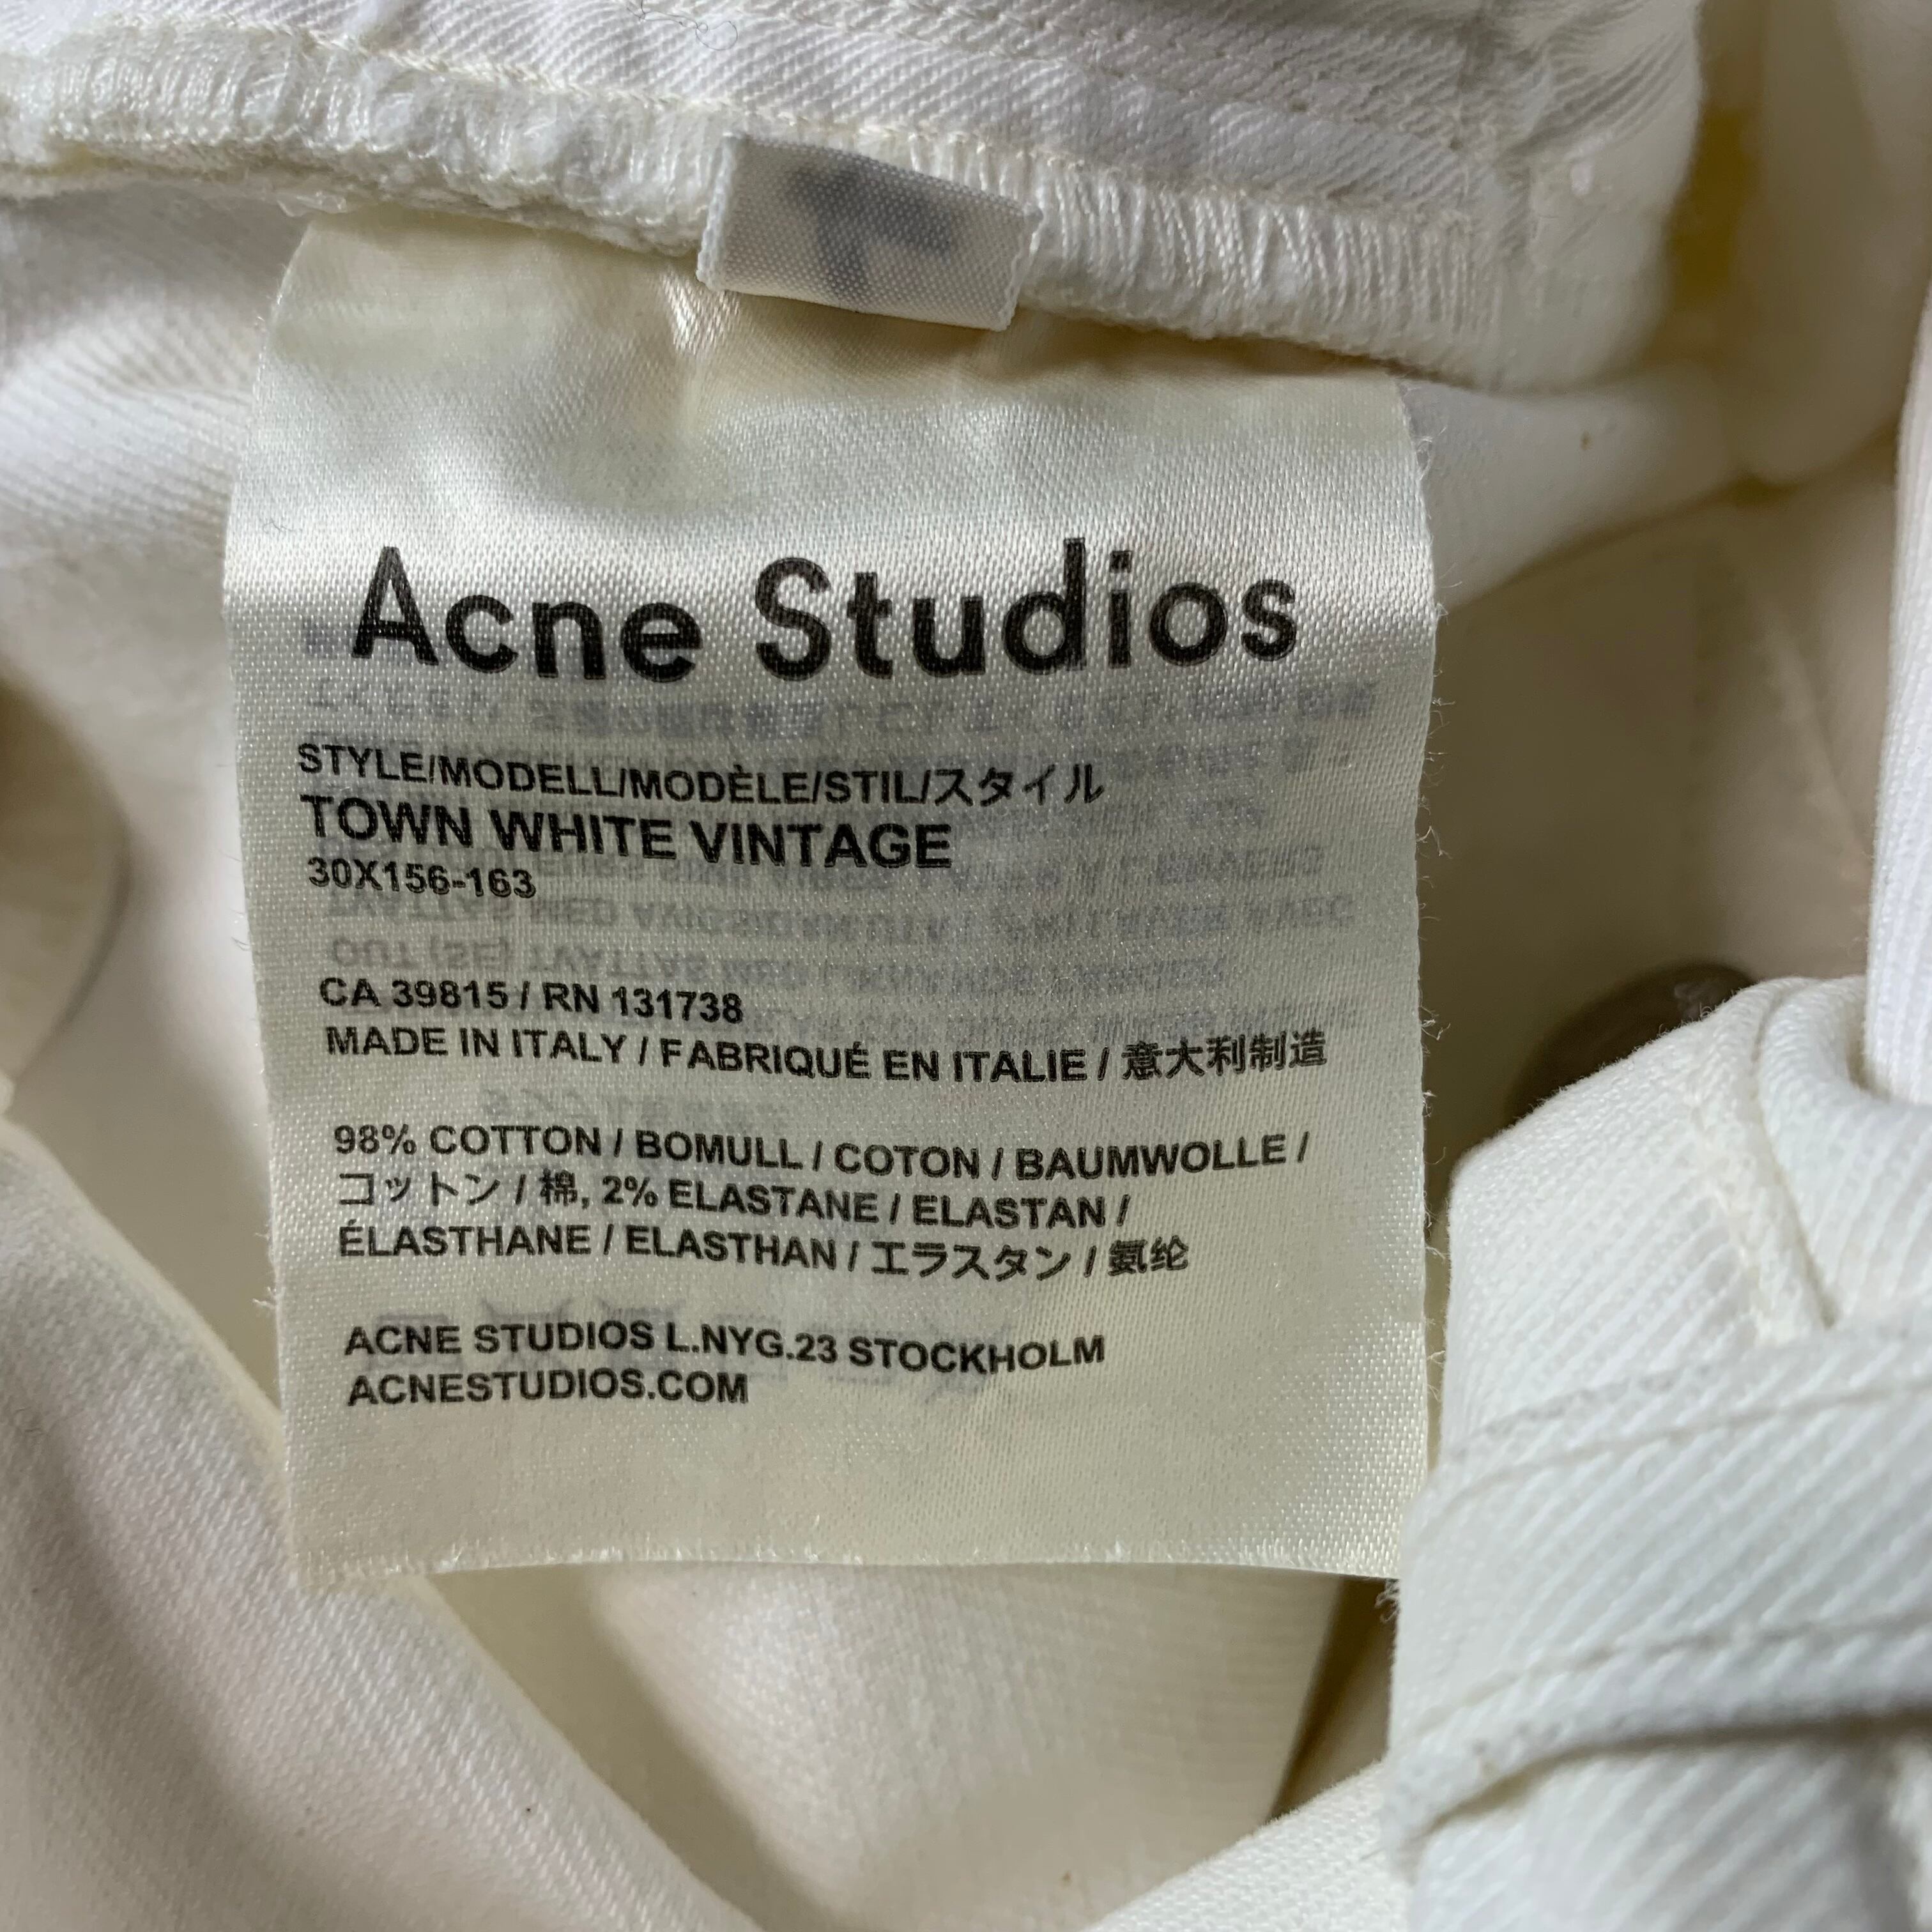 Acne Studios
STYLE/MODELL/MODÈLE/STIL/スタイル
TOWN WHITE VINTAGE
30X156-163
CA 39815 / RN 131738
MADE IN ITALY / FABRIQUÉ EN ITALIE / 意大利制造
98% COTTON / BOMULL / COTON / BAUMWOLLE /
コットン / 棉, 2% ELASTANE / ELASTAN /
ÉLASTHANE / ELASTHAN / エラスタン / 氨纶
ACNE STUDIOS L.NYG.23 STOCKHOLM
ACNESTUDIOS.COM